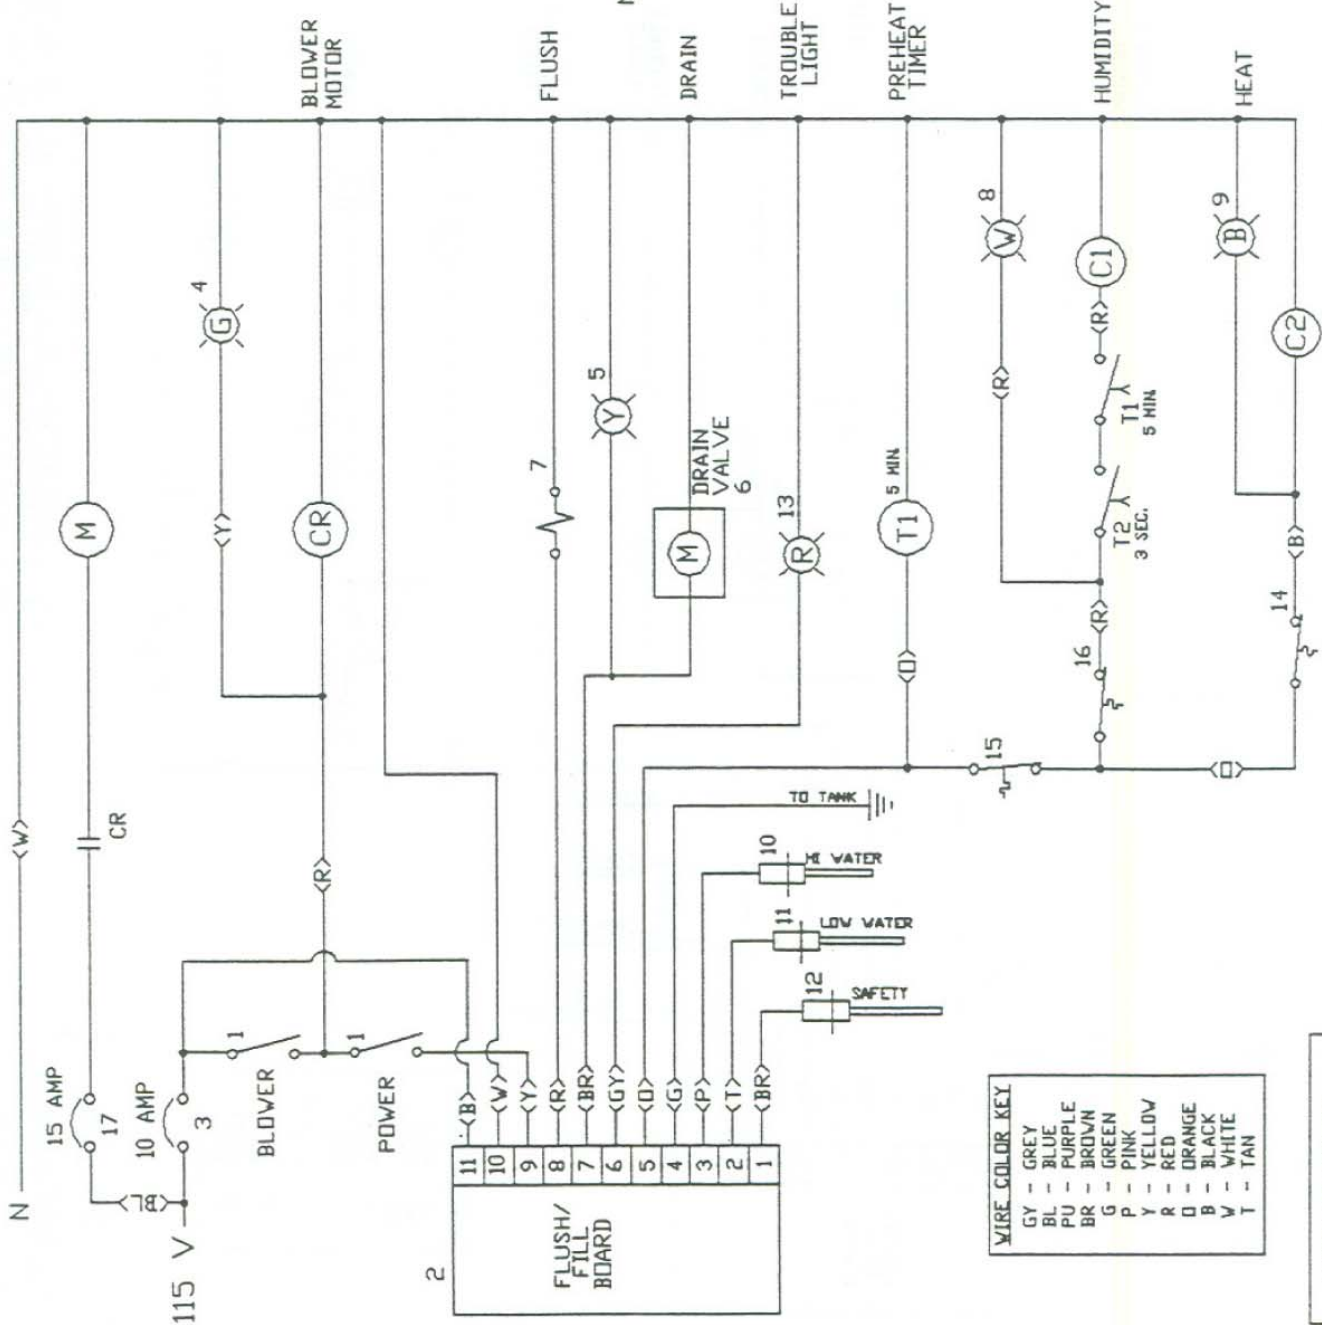 N
<W>
M
CR
15 AMP
17
<BL>
115 V
10 AMP
3
G
4
<Y>
CR
<R>
BLOWER
MOTOR
1
BLOWER
1
POWER
FLUSH
7
Y
5
M
DRAIN
VALVE
6
DRAIN
R
13
TROUBLE
LIGHT
T1
5 MIN.
PREHEAT
TIMER
<O>
W
8
<R>
HUMIDITY
C1
<R>
T1
5 MIN.
T2
3 SEC.
<R>
16
15
HEAT
B
9
C2
<B>
14
<O>
TO TANK
10
HI WATER
11
LOW WATER
12
SAFETY
2
FLUSH/
FILL
BOARD
11 <B>
10 <W>
9 <Y>
8 <R>
7 <BR>
6 <GY>
5 <O>
4 <G>
3 <P>
2 <T>
1 <BR>
WIRE COLOR KEY
GY - GREY
BL - BLUE
PU - PURPLE
BR - BROWN
G - GREEN
P - PINK
Y - YELLOW
R - RED
O - ORANGE
B - BLACK
W - WHITE
T - TAN